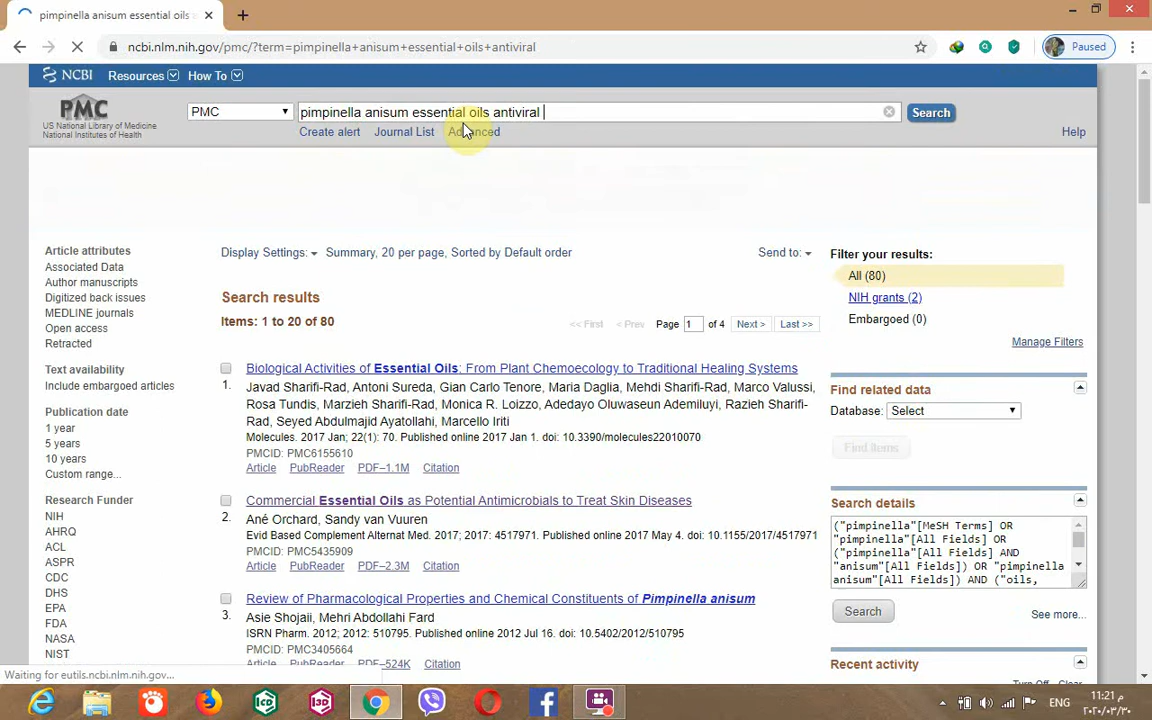 pimpinella anisum essential oils
ncbi.nlm.nih.gov/pmc/?term=pimpinella+anisum+essential+oils+antiviral
Paused
NCBI Resources How To
PMC
US National Library of Medicine
National Institutes of Health
PMC
pimpinella anisum essential oils antiviral
Search
Create alert Journal List Advanced
Help
Article attributes
Associated Data
Author manuscripts
Digitized back issues
MEDLINE journals
Open access
Retracted
Text availability
Include embargoed articles
Publication date
1 year
5 years
10 years
Custom range...
Research Funder
NIH
AHRQ
ACL
ASPR
CDC
DHS
EPA
FDA
NASA
NIST
Display Settings: Summary, 20 per page, Sorted by Default order
Send to:
Search results
Items: 1 to 20 of 80
<< First < Prev Page 1 of 4 Next > Last >>
Biological Activities of Essential Oils: From Plant Chemoecology to Traditional Healing Systems
1. Javad Sharifi-Rad, Antoni Sureda, Gian Carlo Tenore, Maria Daglia, Mehdi Sharifi-Rad, Marco Valussi,
Rosa Tundis, Marzieh Sharifi-Rad, Monica R. Loizzo, Adedayo Oluwaseun Ademiluyi, Razieh Sharifi-
Rad, Seyed Abdulmajid Ayatollahi, Marcello Iriti
Molecules. 2017 Jan; 22(1): 70. Published online 2017 Jan 1. doi: 10.3390/molecules22010070
PMCID: PMC6155610
Article PubReader PDF–1.1M Citation
Commercial Essential Oils as Potential Antimicrobials to Treat Skin Diseases
2. Ané Orchard, Sandy van Vuuren
Evid Based Complement Alternat Med. 2017; 2017: 4517971. Published online 2017 May 4. doi: 10.1155/2017/4517971
PMCID: PMC5435909
Article PubReader PDF–2.3M Citation
Review of Pharmacological Properties and Chemical Constituents of Pimpinella anisum
3. Asie Shojaii, Mehri Abdollahi Fard
ISRN Pharm. 2012; 2012: 510795. Published online 2012 Jul 16. doi: 10.5402/2012/510795
PMCID: PMC3405664
Article PubReader PDF–524K Citation
Filter your results:
All (80)
NIH grants (2)
Embargoed (0)
Manage Filters
Find related data
Database: Select
Find items
Search details
("pimpinella"[MeSH Terms] OR
"pimpinella"[All Fields] OR
("pimpinella"[All Fields] AND
"anisum"[All Fields]) OR "pimpinella
anisum"[All Fields]) AND ("oils,
Search
See more...
Recent activity
Turn Off Clear
Waiting for eutils.ncbi.nlm.nih.gov...
ENG
11:21 م
٢٠٢٠/٠٣/٣٠